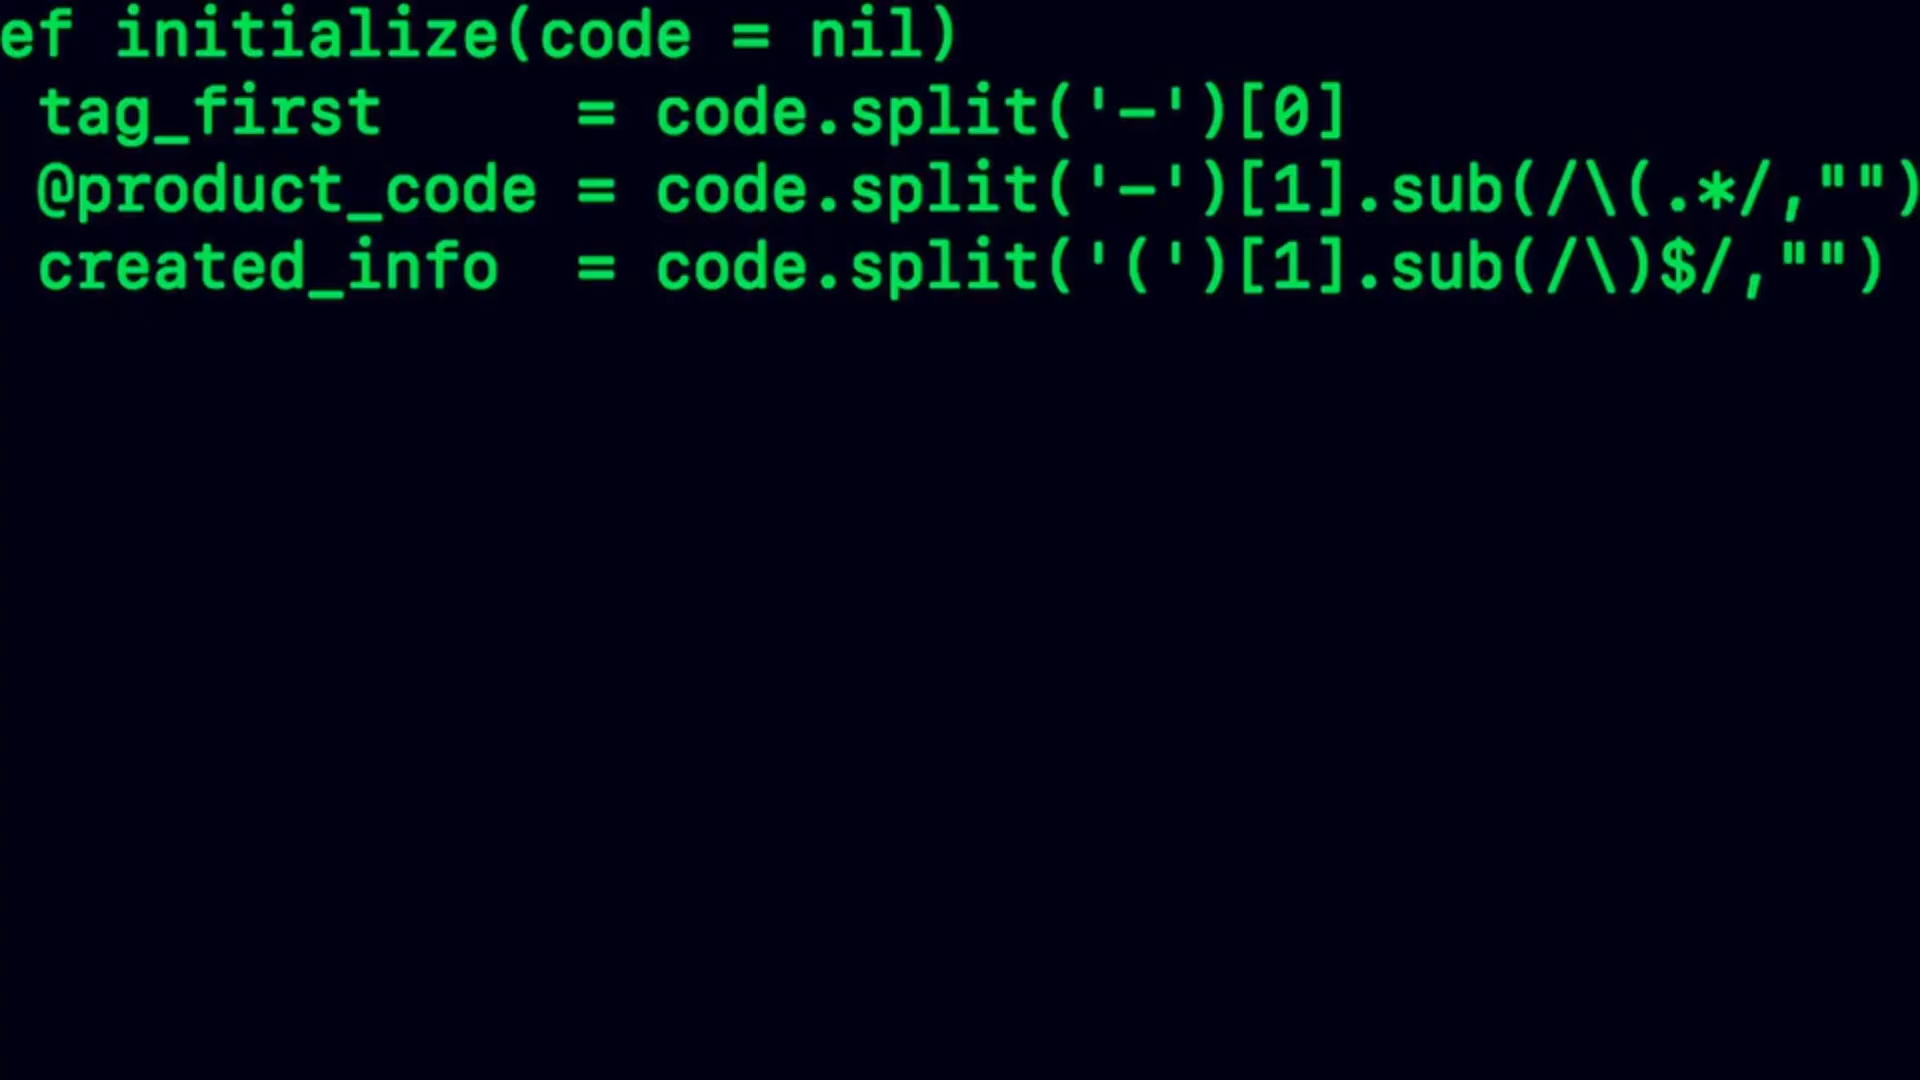 ef initialize(code = nil)
tag_first = code.split('-')[0]
@product_code = code.split('-')[1].sub(/\(.*/,"")
created_info = code.split('(')[1].sub(/\)$/,"")